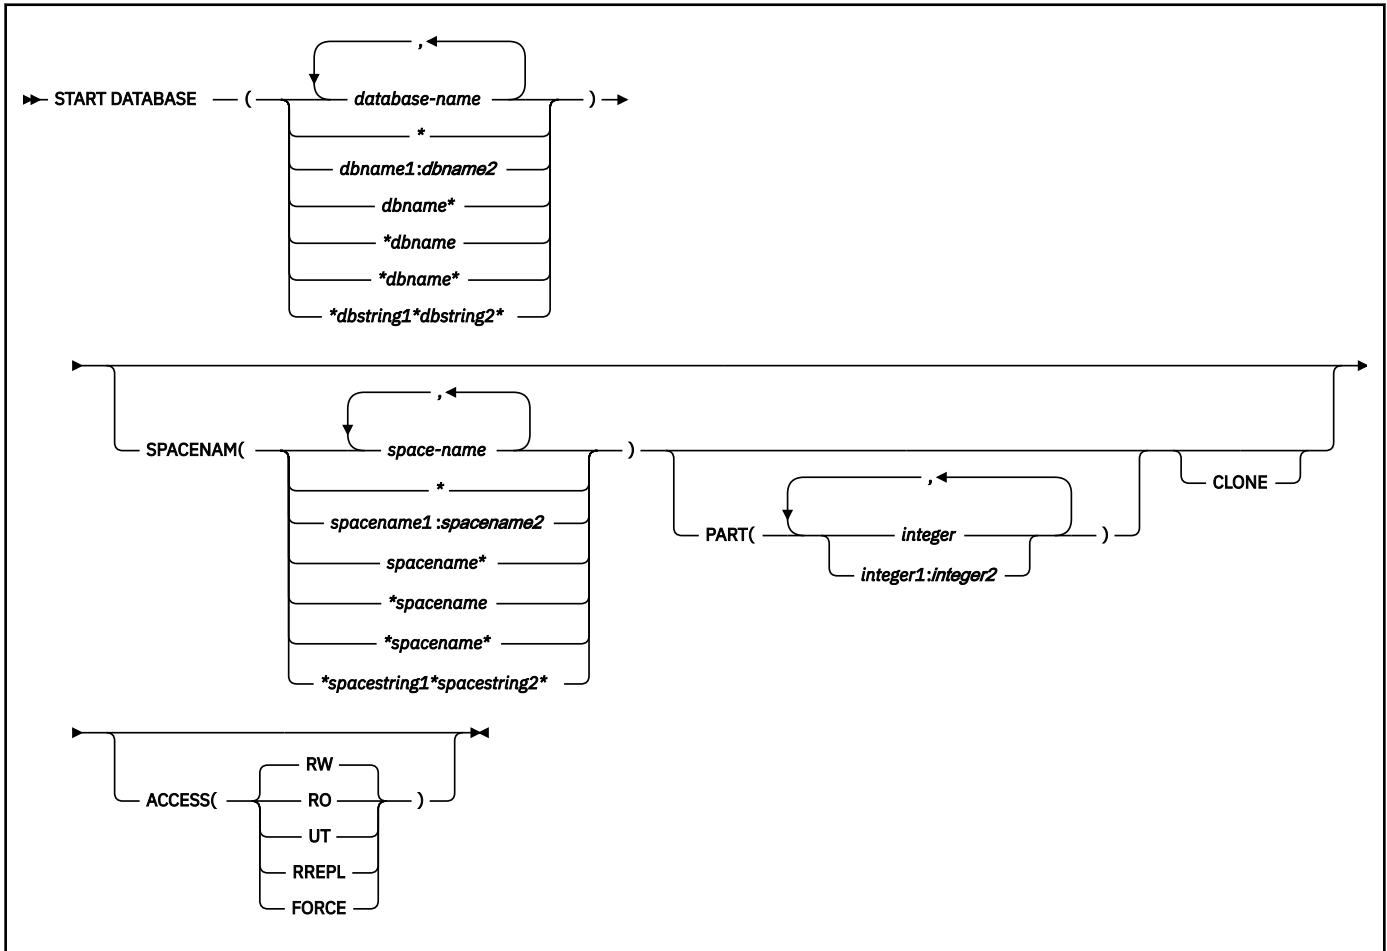 ,
START DATABASE ( database-name )
*
dbname1:dbname2
dbname*
*dbname
*dbname*
*dbstring1*dbstring2*
,
SPACENAM( space-name )
*
CLONE
spacename1:spacename2
,
PART( integer )
spacename*
integer1:integer2
*spacename
*spacename*
*spacestring1*spacestring2*
RW
ACCESS( RO )
UT
RREPL
FORCE